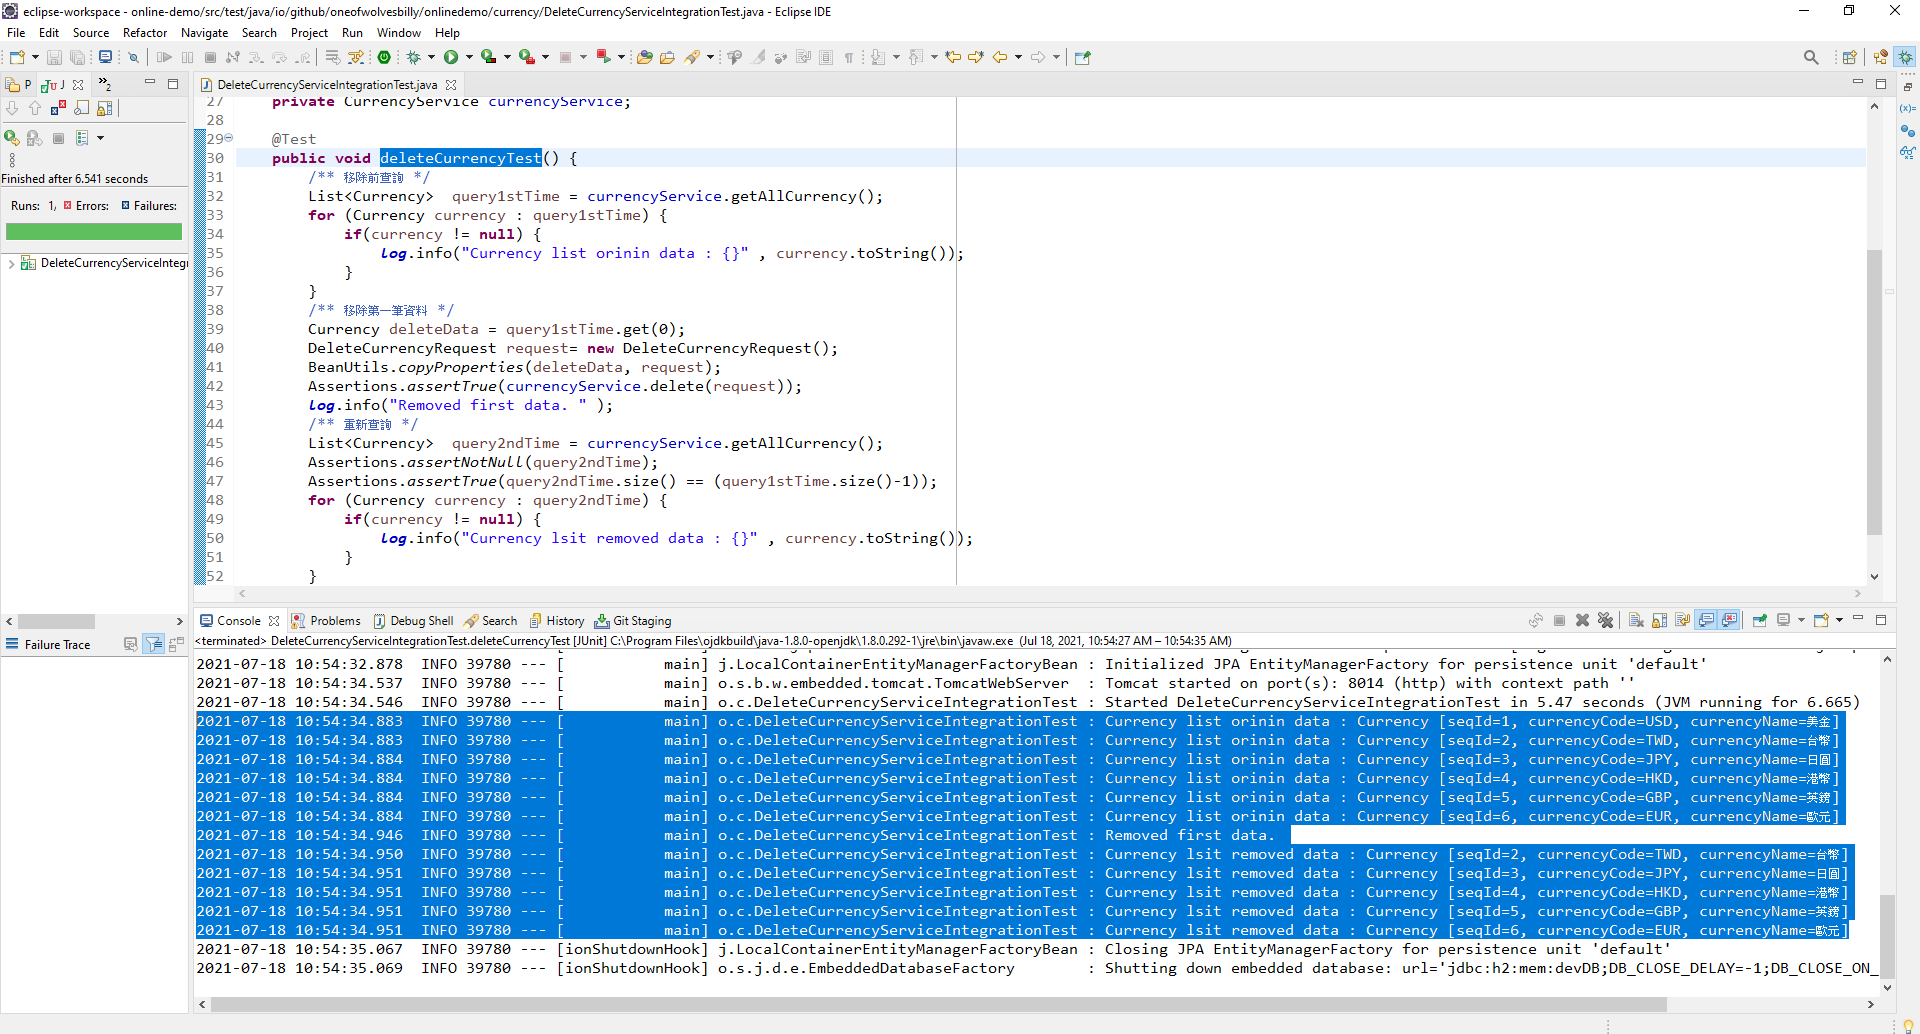 eclipse-workspace - online-demo/src/test/java/io/github/oneofwolvesbilly/onlinedemo/currency/DeleteCurrencyServiceIntegrationTest.java - Eclipse IDE
File Edit Source Refactor Navigate Search Project Run Window Help
P JU J 2
DeleteCurrencyServiceIntegrationTest.java
Finished after 6.541 seconds
Runs: 1, Errors: Failures:
DeleteCurrencyServiceInteg
27 private CurrencyService currencyService;
28
29 @Test
30 public void deleteCurrencyTest() {
31 /** 移除前查詢 */
32 List<Currency>  query1stTime = currencyService.getAllCurrency();
33 for (Currency currency : query1stTime) {
34 if(currency != null) {
35 log.info("Currency list orinin data : {}" , currency.toString());
36 }
37 }
38 /** 移除第一筆資料 */
39 Currency deleteData = query1stTime.get(0);
40 DeleteCurrencyRequest request= new DeleteCurrencyRequest();
41 BeanUtils.copyProperties(deleteData, request);
42 Assertions.assertTrue(currencyService.delete(request));
43 log.info("Removed first data. " );
44 /** 重新查詢 */
45 List<Currency>  query2ndTime = currencyService.getAllCurrency();
46 Assertions.assertNotNull(query2ndTime);
47 Assertions.assertTrue(query2ndTime.size() == (query1stTime.size()-1));
48 for (Currency currency : query2ndTime) {
49 if(currency != null) {
50 log.info("Currency lsit removed data : {}" , currency.toString());
51 }
52 }
Failure Trace
Console Problems Debug Shell Search History Git Staging
<terminated> DeleteCurrencyServiceIntegrationTest.deleteCurrencyTest [JUnit] C:\Program Files\ojdkbuild\java-1.8.0-openjdk\1.8.0.292-1\jre\bin\javaw.exe (Jul 18, 2021, 10:54:27 AM – 10:54:35 AM)
2021-07-18 10:54:32.878  INFO 39780 --- [           main] j.LocalContainerEntityManagerFactoryBean : Initialized JPA EntityManagerFactory for persistence unit 'default'
2021-07-18 10:54:34.537  INFO 39780 --- [           main] o.s.b.w.embedded.tomcat.TomcatWebServer  : Tomcat started on port(s): 8014 (http) with context path ''
2021-07-18 10:54:34.546  INFO 39780 --- [           main] o.c.DeleteCurrencyServiceIntegrationTest : Started DeleteCurrencyServiceIntegrationTest in 5.47 seconds (JVM running for 6.665)
2021-07-18 10:54:34.883  INFO 39780 --- [           main] o.c.DeleteCurrencyServiceIntegrationTest : Currency list orinin data : Currency [seqId=1, currencyCode=USD, currencyName=美金]
2021-07-18 10:54:34.883  INFO 39780 --- [           main] o.c.DeleteCurrencyServiceIntegrationTest : Currency list orinin data : Currency [seqId=2, currencyCode=TWD, currencyName=台幣]
2021-07-18 10:54:34.884  INFO 39780 --- [           main] o.c.DeleteCurrencyServiceIntegrationTest : Currency list orinin data : Currency [seqId=3, currencyCode=JPY, currencyName=日圓]
2021-07-18 10:54:34.884  INFO 39780 --- [           main] o.c.DeleteCurrencyServiceIntegrationTest : Currency list orinin data : Currency [seqId=4, currencyCode=HKD, currencyName=港幣]
2021-07-18 10:54:34.884  INFO 39780 --- [           main] o.c.DeleteCurrencyServiceIntegrationTest : Currency list orinin data : Currency [seqId=5, currencyCode=GBP, currencyName=英鎊]
2021-07-18 10:54:34.884  INFO 39780 --- [           main] o.c.DeleteCurrencyServiceIntegrationTest : Currency list orinin data : Currency [seqId=6, currencyCode=EUR, currencyName=歐元]
2021-07-18 10:54:34.946  INFO 39780 --- [           main] o.c.DeleteCurrencyServiceIntegrationTest : Removed first data.
2021-07-18 10:54:34.950  INFO 39780 --- [           main] o.c.DeleteCurrencyServiceIntegrationTest : Currency lsit removed data : Currency [seqId=2, currencyCode=TWD, currencyName=台幣]
2021-07-18 10:54:34.951  INFO 39780 --- [           main] o.c.DeleteCurrencyServiceIntegrationTest : Currency lsit removed data : Currency [seqId=3, currencyCode=JPY, currencyName=日圓]
2021-07-18 10:54:34.951  INFO 39780 --- [           main] o.c.DeleteCurrencyServiceIntegrationTest : Currency lsit removed data : Currency [seqId=4, currencyCode=HKD, currencyName=港幣]
2021-07-18 10:54:34.951  INFO 39780 --- [           main] o.c.DeleteCurrencyServiceIntegrationTest : Currency lsit removed data : Currency [seqId=5, currencyCode=GBP, currencyName=英鎊]
2021-07-18 10:54:34.951  INFO 39780 --- [           main] o.c.DeleteCurrencyServiceIntegrationTest : Currency lsit removed data : Currency [seqId=6, currencyCode=EUR, currencyName=歐元]
2021-07-18 10:54:35.067  INFO 39780 --- [ionShutdownHook] j.LocalContainerEntityManagerFactoryBean : Closing JPA EntityManagerFactory for persistence unit 'default'
2021-07-18 10:54:35.069  INFO 39780 --- [ionShutdownHook] o.s.j.d.e.EmbeddedDatabaseFactory        : Shutting down embedded database: url='jdbc:h2:mem:devDB;DB_CLOSE_DELAY=-1;DB_CLOSE_ON_